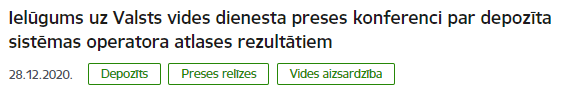 Ielūgums uz Valsts vides dienesta preses konferenci par depozīta
sistēmas operatora atlases rezultātiem
28.12.2020. Depozīts Preses relīzes Vides aizsardzība